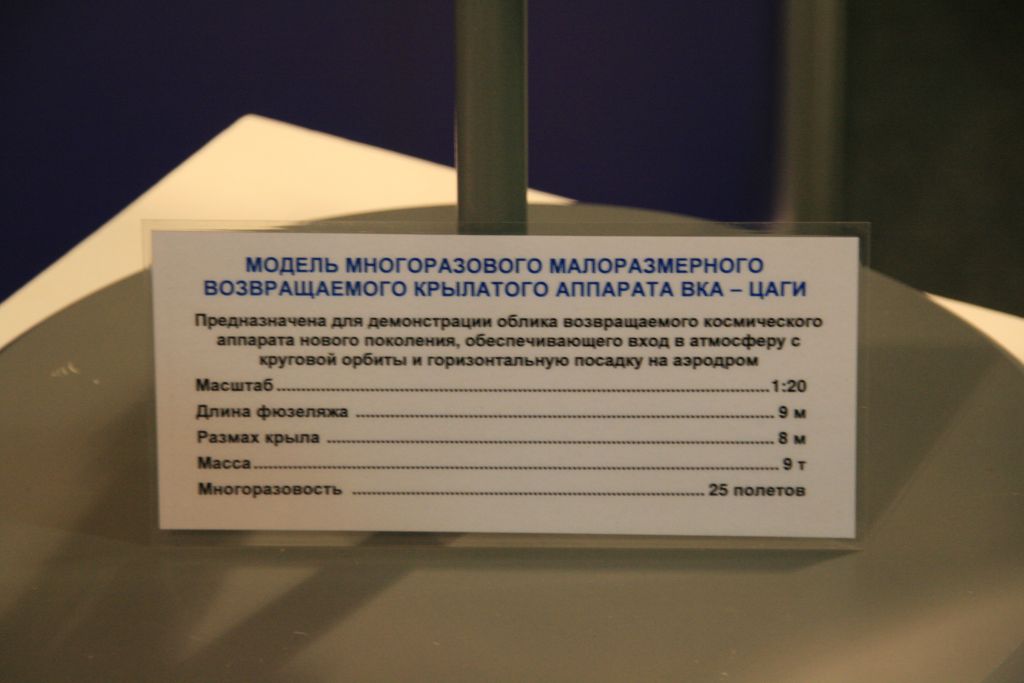 МОДЕЛЬ МНОГОРАЗОВОГО МАЛОРАЗМЕРНОГО
ВОЗВРАЩАЕМОГО КРЫЛАТОГО АППАРАТА ВКА – ЦАГИ
Предназначена для демонстрации облика возвращаемого космического
аппарата нового поколения, обеспечивающего вход в атмосферу с
круговой орбиты и горизонтальную посадку на аэродром
Масштаб........................................................................1:20
Длина фюзеляжа ............................................................. 9 м
Размах крыла ................................................................. 8 м
Масса............................................................................ 9 т
Многоразовость .................................................... 25 полетов